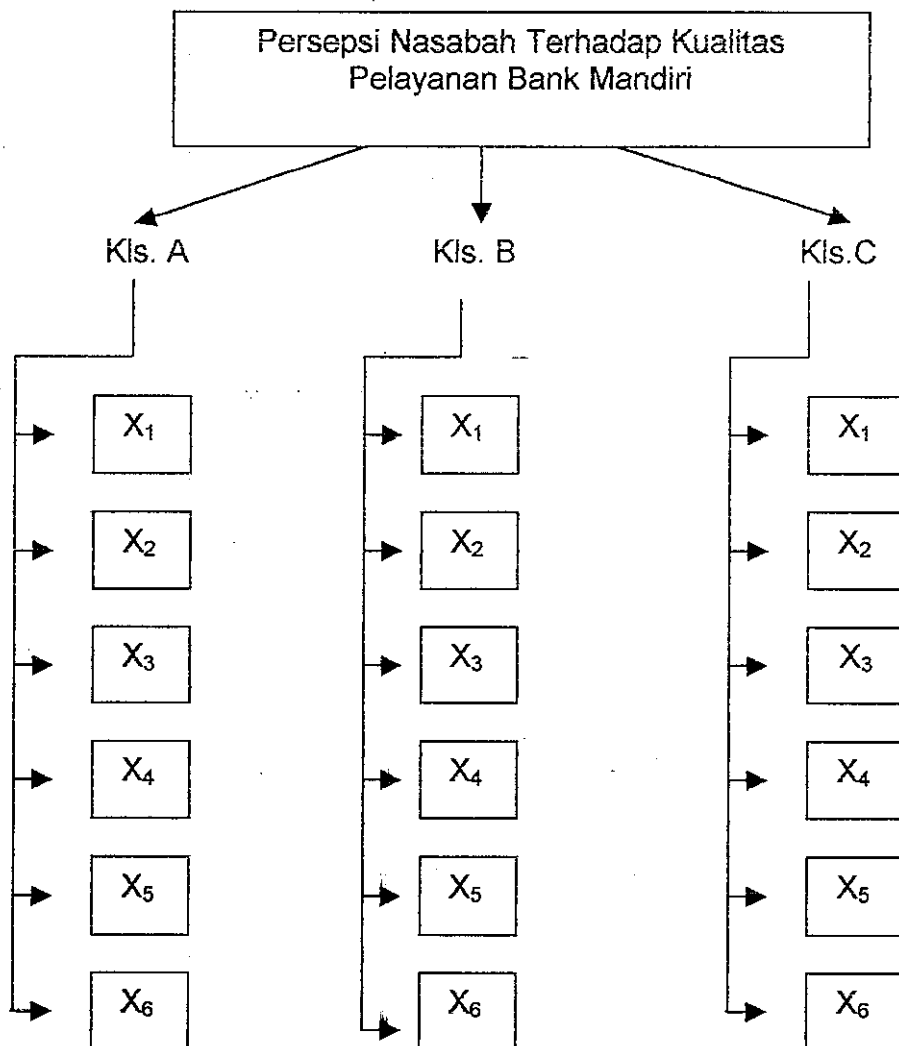 Persepsi Nasabah Terhadap Kualitas
Pelayanan Bank Mandiri
Kls. A
Kls. B
Kls.C
X₁
X₁
X₁
X₂
X₂
X₂
X₃
X₃
X₃
X₄
X₄
X₄
X₅
X₅
X₅
X₆
X₆
X₆